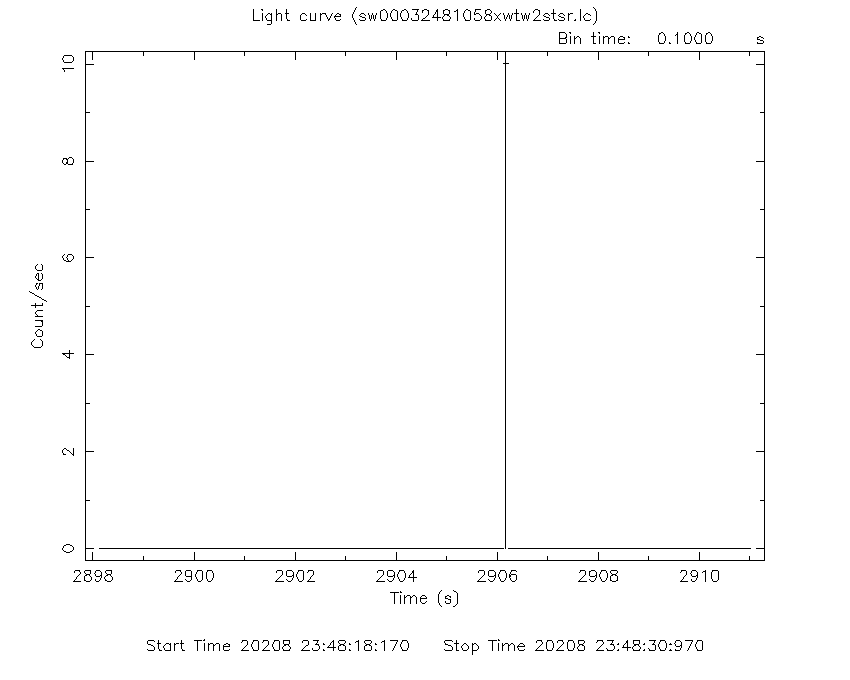 Light curve (sw00032481058xwtw2stsr.lc)
Bin time: 0.1000 s
10
8
6
4
2
0
Count/sec
2898 2900 2902 2904 2906 2908 2910
Time (s)
Start Time 20208 23:48:18:170 Stop Time 20208 23:48:30:970